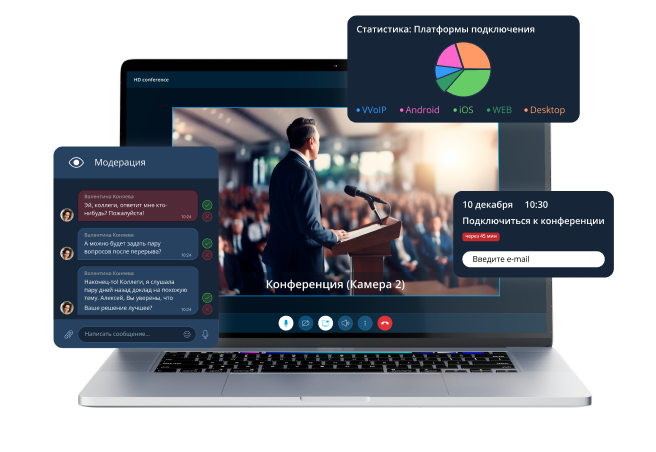 Статистика: Платформы подключения
VVoIP Android iOS WEB Desktop
HD conference
Модерация
Валентина Коняева
Эй, коллеги, ответит мне кто-
нибудь? Пожалуйста!
10:24
Валентина Коняева
А можно будет задать пару
вопросов после перерыва?
10:24
Валентина Коняева
Наконец-то! Коллеги, я слушала
пару дней назад доклад на похожую
тему. Алексей, Вы уверены, что
Ваше решение лучшее?
10:24
Написать сообщение...
Конференция (Камера 2)
10 декабря 10:30
Подключиться к конференции
через 45 мин
Введите e-mail